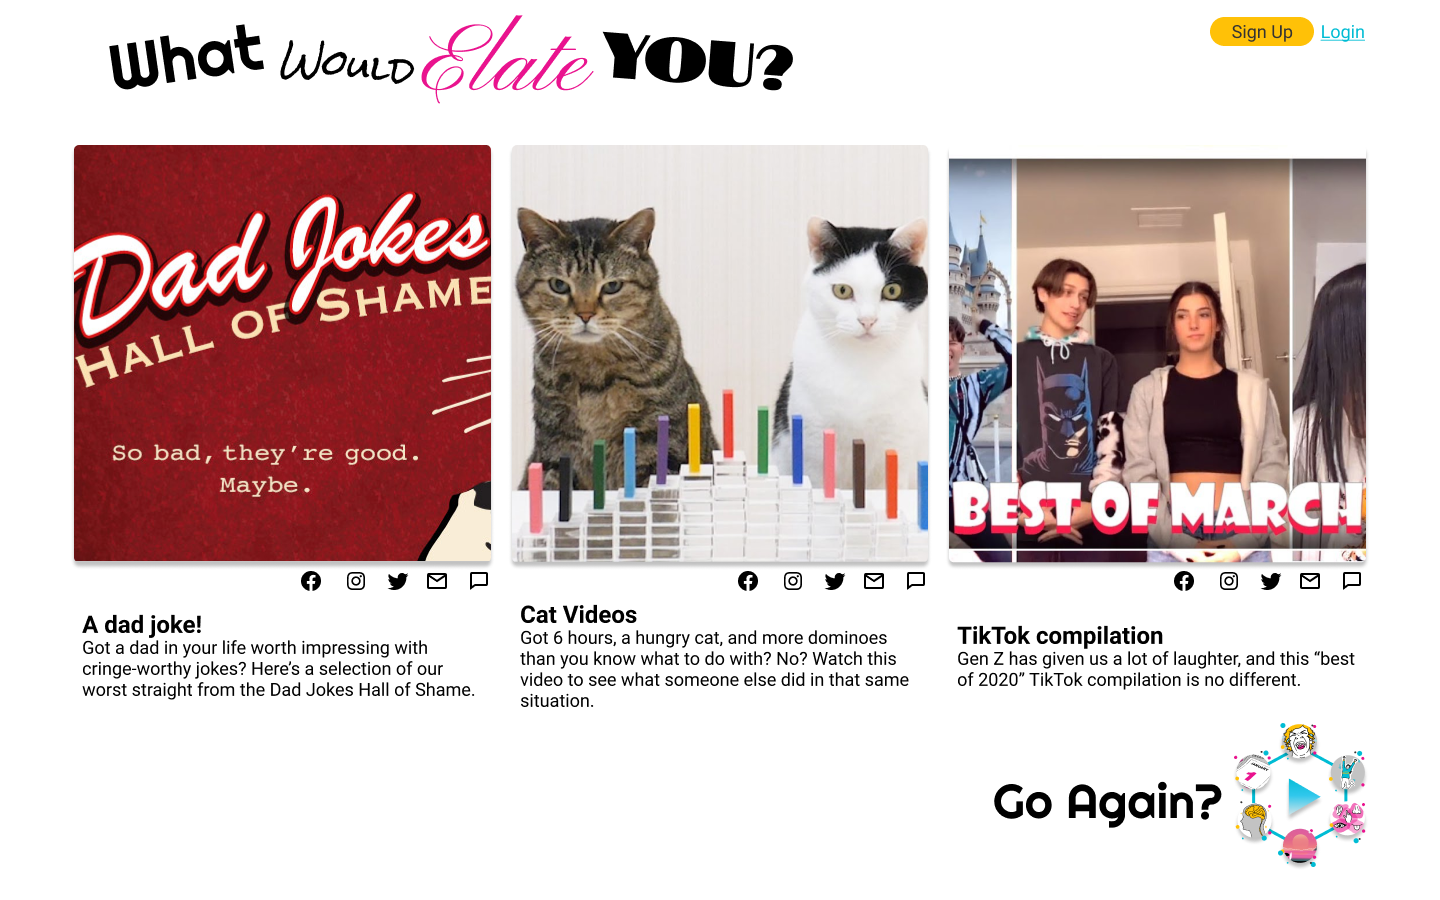 What Would Elate YOU?
Sign Up Login
Dad Jokes
HALL OF SHAME
So bad, they're good.
Maybe.
BEST OF MARCH
A dad joke!
Got a dad in your life worth impressing with
cringe-worthy jokes? Here’s a selection of our
worst straight from the Dad Jokes Hall of Shame.
Cat Videos
Got 6 hours, a hungry cat, and more dominoes
than you know what to do with? No? Watch this
video to see what someone else did in that same
situation.
TikTok compilation
Gen Z has given us a lot of laughter, and this “best
of 2020” TikTok compilation is no different.
Go Again?
JANUARY
1